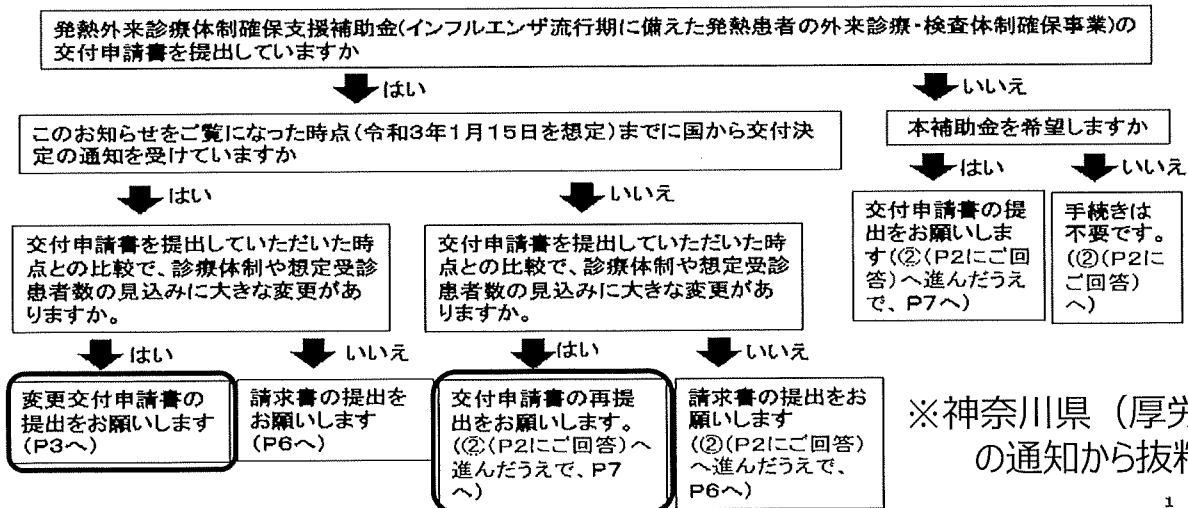 発熱外来診療体制確保支援補助金(インフルエンザ流行期に備えた発熱患者の外来診療・検査体制確保事業)の
交付申請書を提出していますか
はい
いいえ
このお知らせをご覧になった時点(令和3年1月15日を想定)までに国から交付決
定の通知を受けていますか
本補助金を希望しますか
はい
いいえ
はい
いいえ
交付申請書を提出していただいた時
点との比較で、診療体制や想定受診
患者数の見込みに大きな変更があ
りますか。
交付申請書を提出していただいた時
点との比較で、診療体制や想定受診
患者数の見込みに大きな変更があ
りますか。
交付申請書の提
出をお願いしま
す(②(P2にご回
答)へ進んだうえ
で、P7へ)
手続きは
不要です。
(②(P2に
ご回答)
へ)
はい
いいえ
はい
いいえ
変更交付申請書の
提出をお願いします
(P3へ)
請求書の提出を
お願いします
(P6へ)
交付申請書の再提
出をお願いします。
(②(P2にご回答)へ
進んだうえで、P7
へ)
請求書の提出をお
願いします
(②(P2にご回答)
へ進んだうえで、
P6へ)
※神奈川県(厚労
の通知から抜粋
1